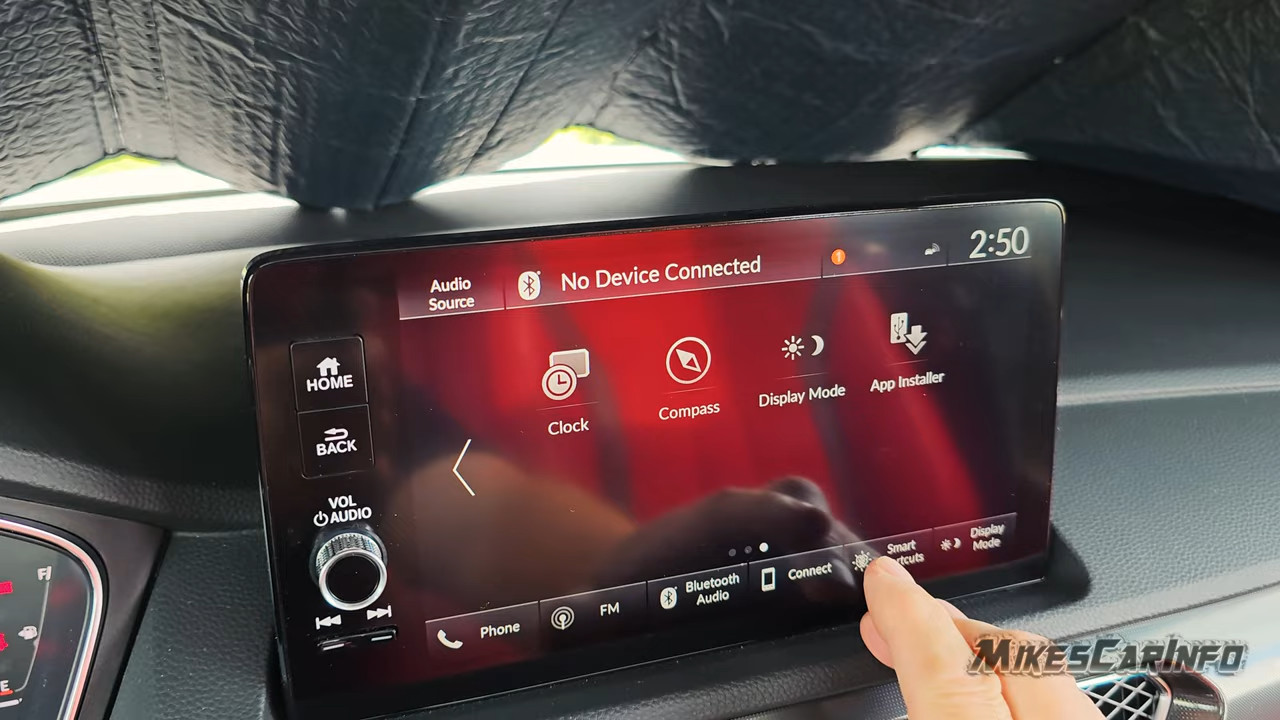 Audio
Source
No Device Connected
1
2:50
HOME
BACK
VOL
AUDIO
Clock
Compass
Display Mode
App Installer
Phone
FM
Bluetooth
Audio
Connect
Smart
Display
Mode
MIKESCARINFO